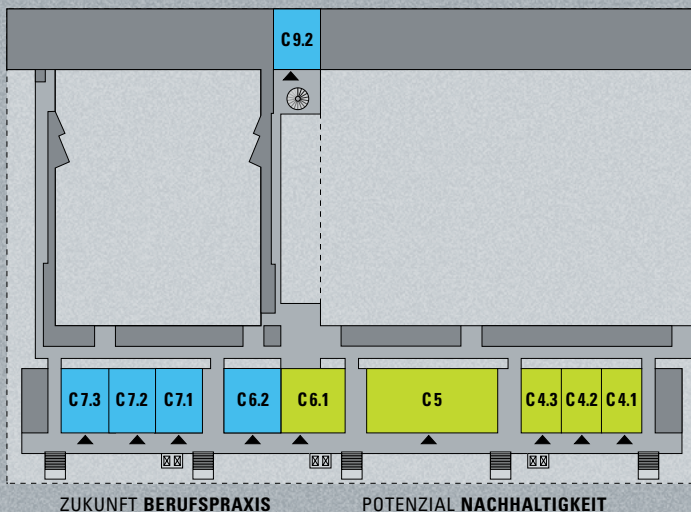 C 9.2
C 7.3 C 7.2 C 7.1 C 6.2 C 6.1 C 5 C 4.3 C 4.2 C 4.1
ZUKUNFT BERUFSPRAXIS POTENZIAL NACHHALTIGKEIT